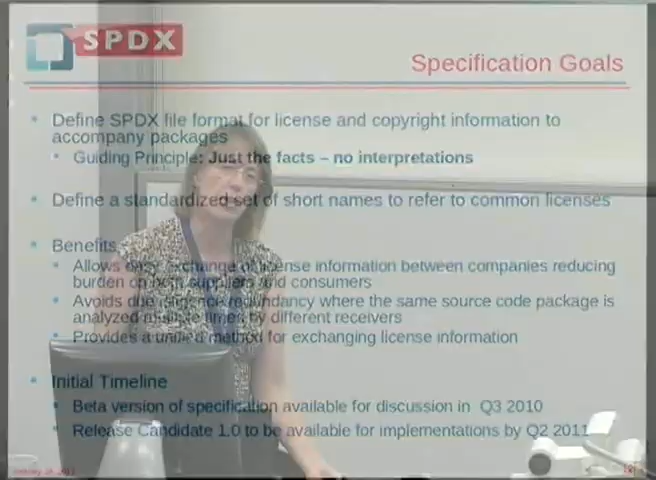 SPDX
Specification Goals
Define SPDX file format for license and copyright information to
accompany packages
Guiding Principle: Just the facts – no interpretations
Define a standardized set of short names to refer to common licenses
Benefits
Allows easy exchange of license information between companies reducing
burden on both suppliers and consumers
Avoids due diligence redundancy where the same source code package is
analyzed multiple times by different receivers
Provides a unified method for exchanging license information
Initial Timeline
Beta version of specification available for discussion in Q3 2010
Release Candidate 1.0 to be available for implementations by Q2 2011